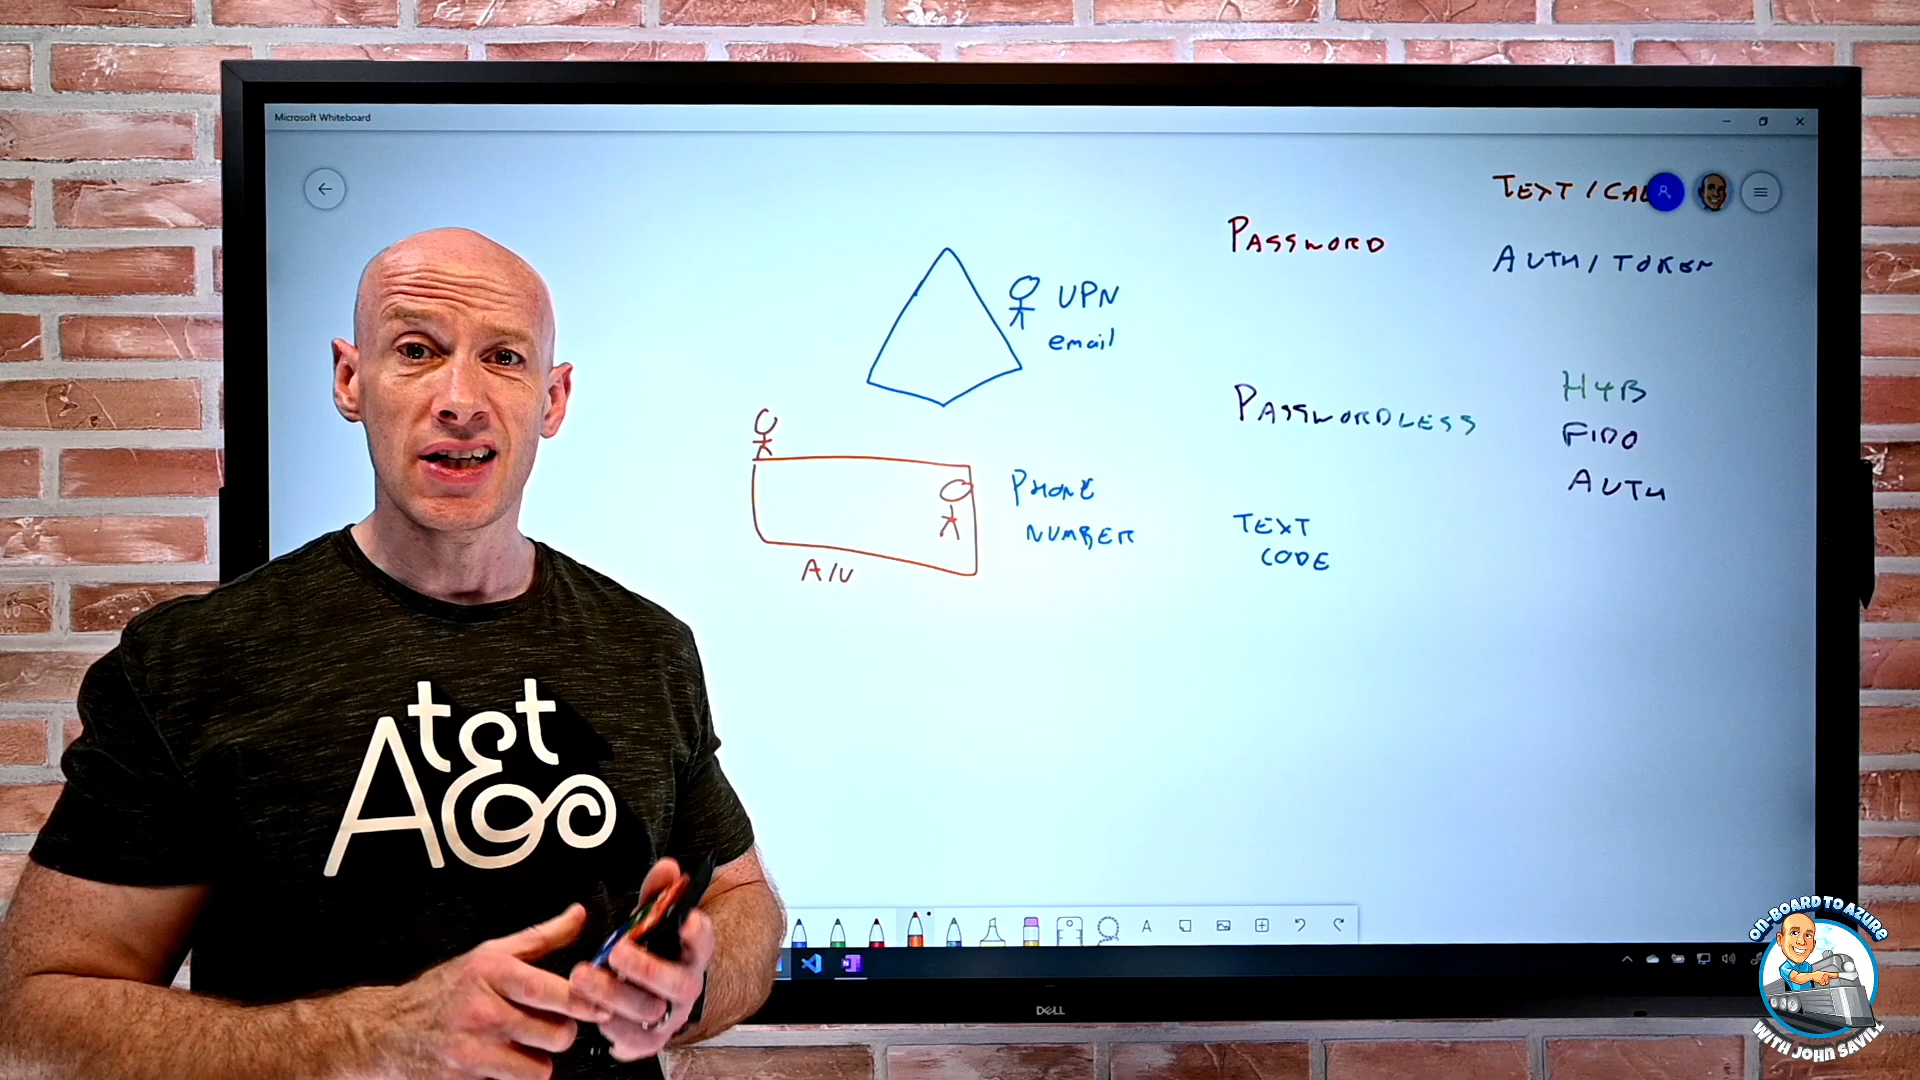 Microsoft Whiteboard
TEXT / CAL
PASSWORD
AUTH / TOKEN
UPN
email
H4B
PASSWORDLESS
FIDO
AUTH
PHONE
NUMBER
TEXT
CODE
A/U
A
DELL
ON-BOARD TO AZURE
WITH JOHN SAVILL